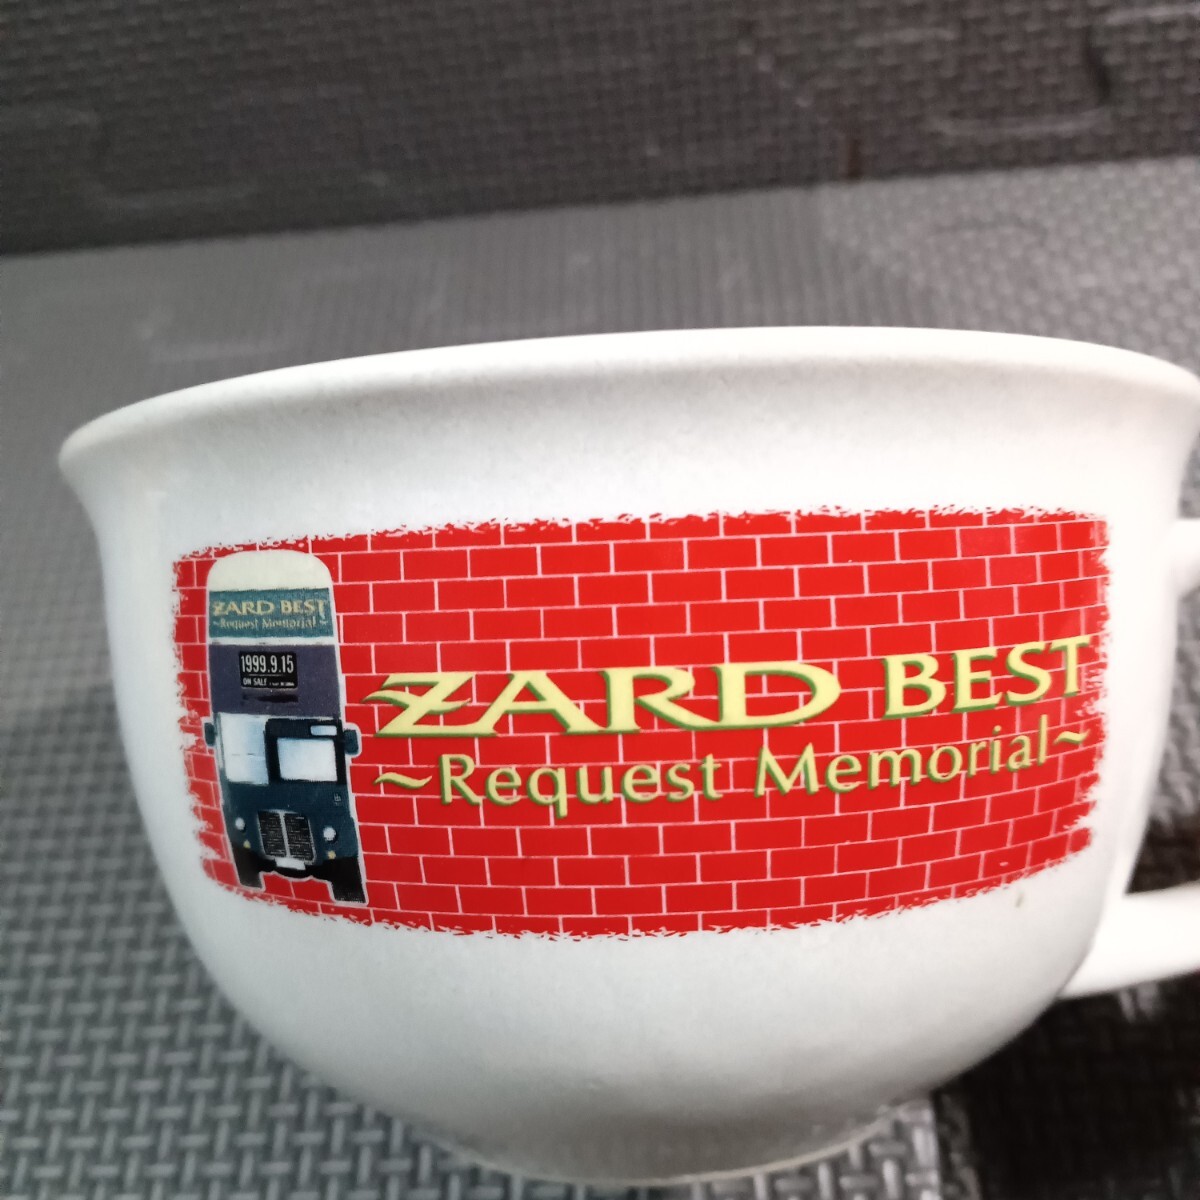 ZARD BEST
~Request Memorial~
1999.9.15
ON SALE
ZARD BEST
~Request Memorial~